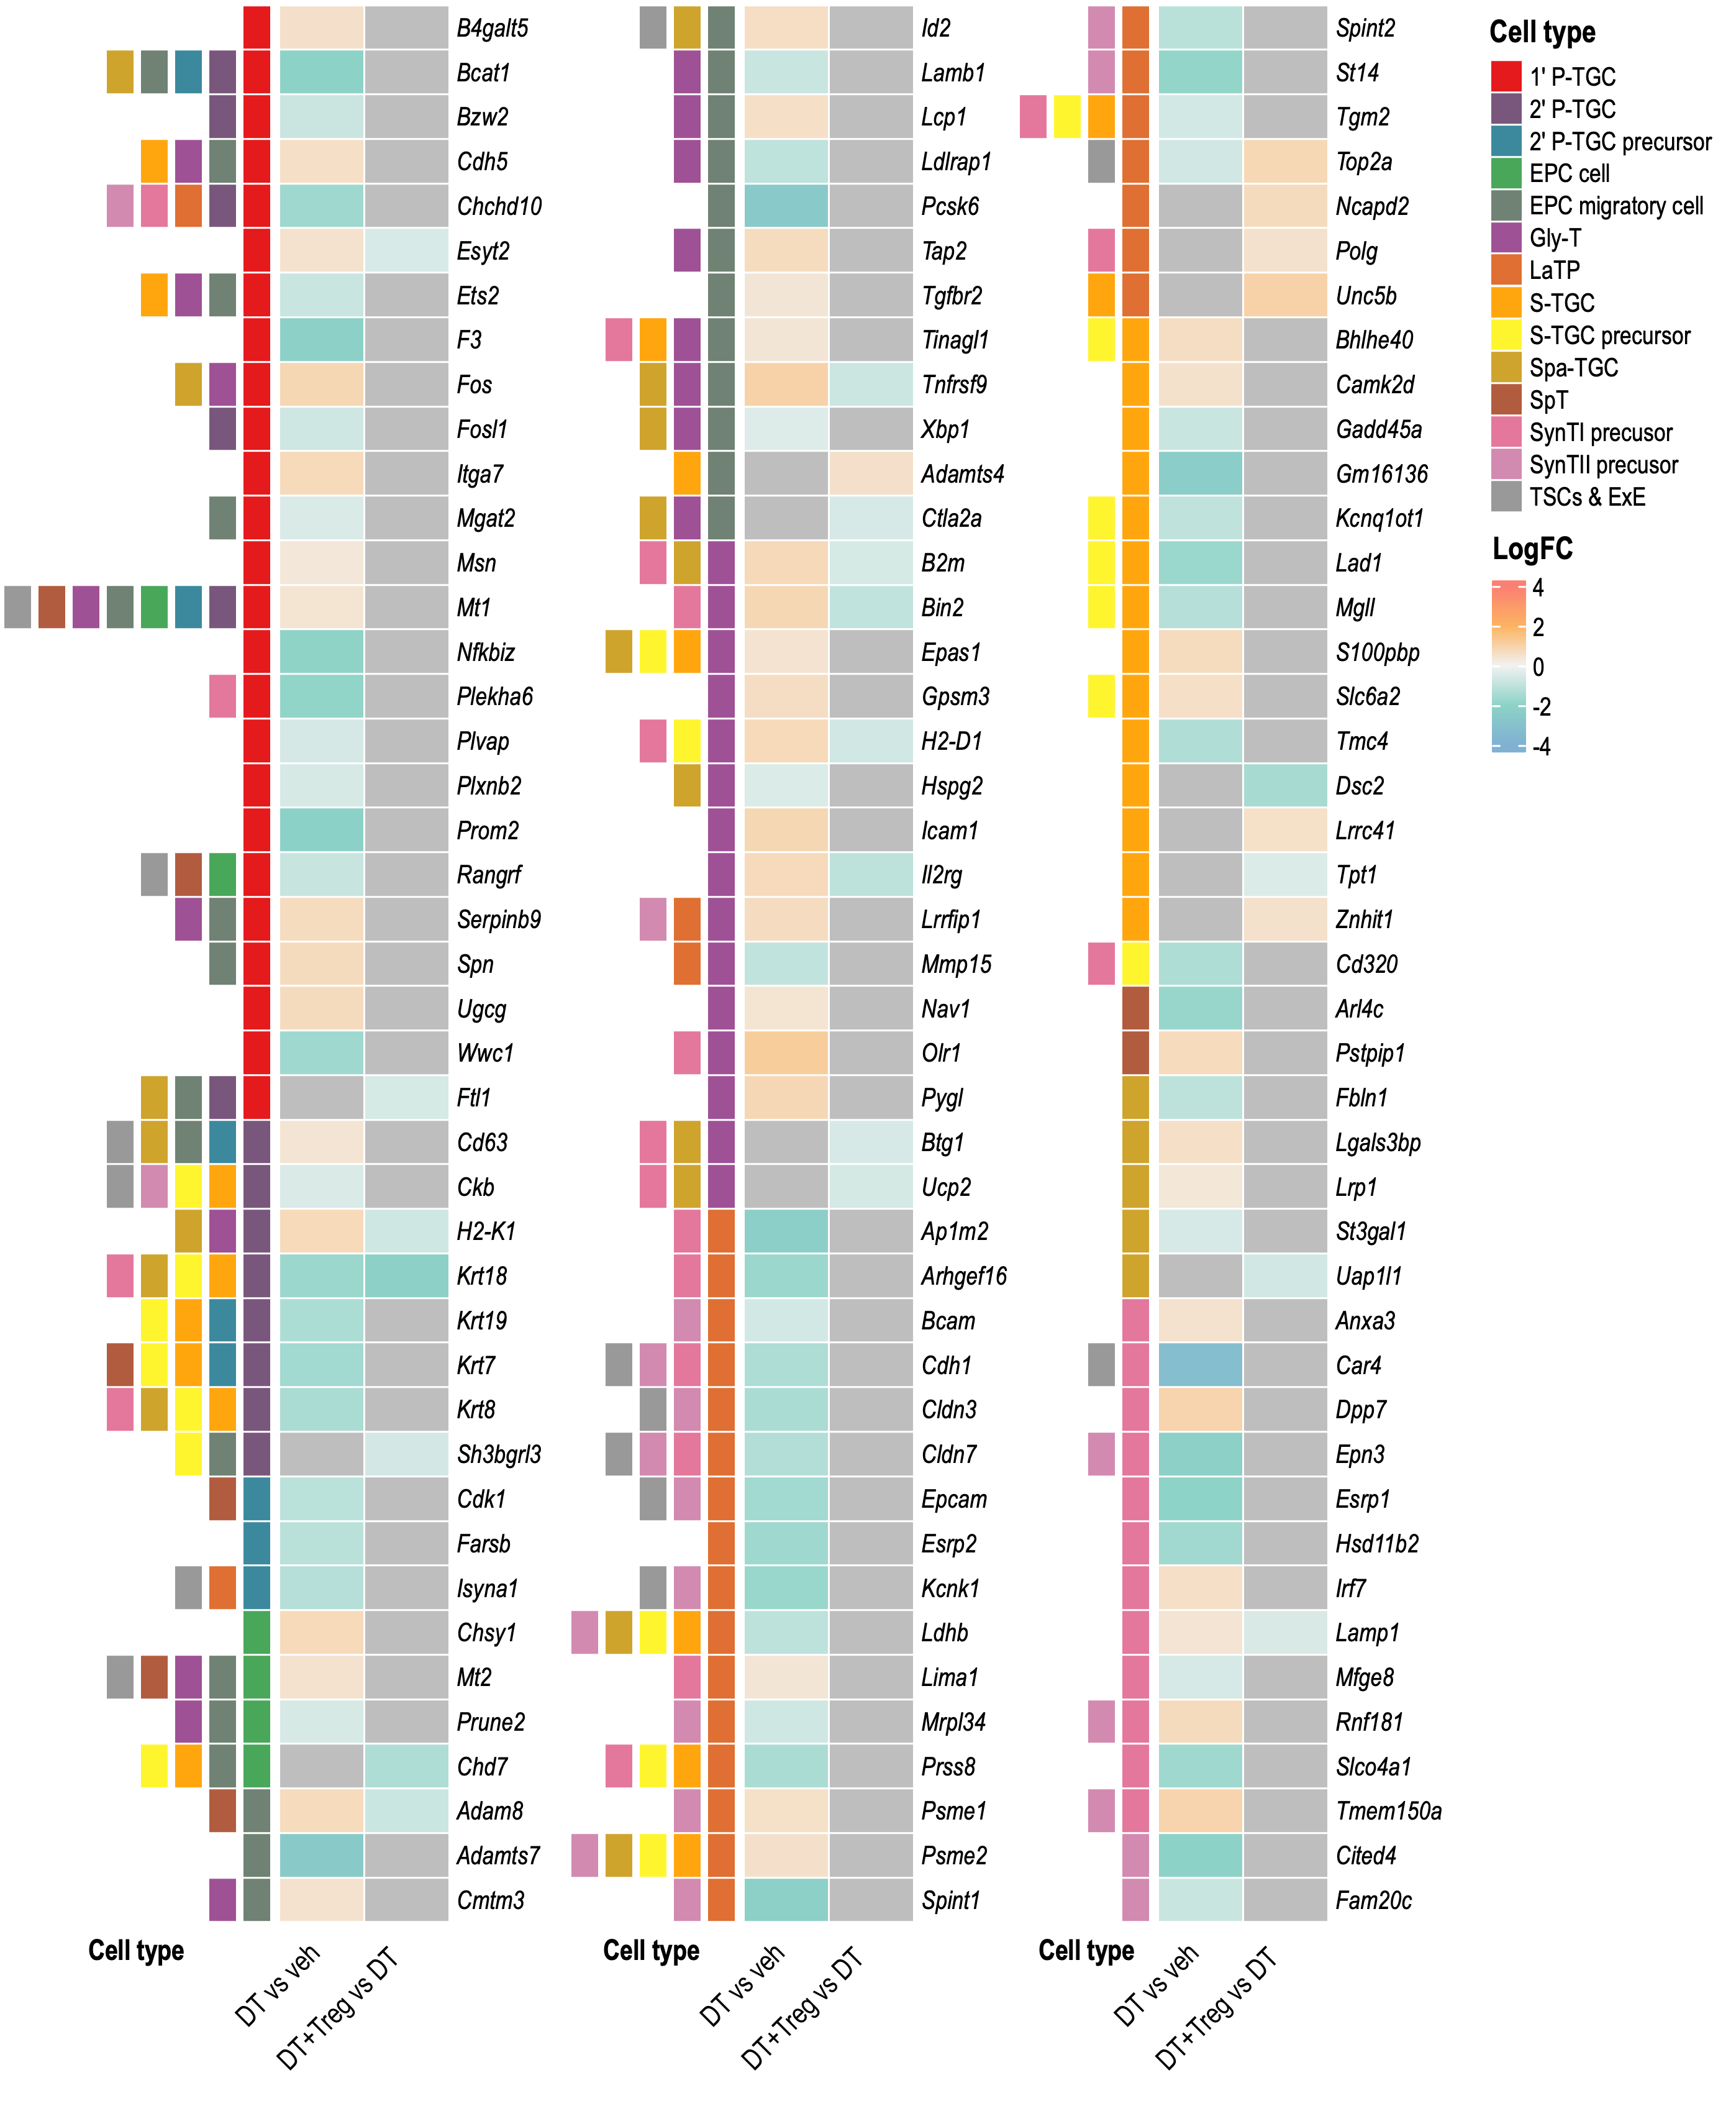 B4galt5
Bcat1
Bzw2
Cdh5
Chchd10
Esyt2
Ets2
F3
Fos
Fosl1
Itga7
Mgat2
Msn
Mt1
Nfkbiz
Plekha6
Plvap
Plxnb2
Prom2
Rangrf
Serpinb9
Spn
Ugcg
Wwc1
Ftl1
Cd63
Ckb
H2-K1
Krt18
Krt19
Krt7
Krt8
Sh3bgrl3
Cdk1
Farsb
Isyna1
Chsy1
Mt2
Prune2
Chd7
Adam8
Adamts7
Cmtm3
Cell type
DT vs veh
DT+Treg vs DT
Id2
Lamb1
Lcp1
Ldlrap1
Pcsk6
Tap2
Tgfbr2
Tinagl1
Tnfrsf9
Xbp1
Adamts4
Ctla2a
B2m
Bin2
Epas1
Gpsm3
H2-D1
Hspg2
Icam1
Il2rg
Lrrfip1
Mmp15
Nav1
Olr1
Pygl
Btg1
Ucp2
Ap1m2
Arhgef16
Bcam
Cdh1
Cldn3
Cldn7
Epcam
Esrp2
Kcnk1
Ldhb
Lima1
Mrpl34
Prss8
Psme1
Psme2
Spint1
Cell type
DT vs veh
DT+Treg vs DT
Spint2
St14
Tgm2
Top2a
Ncapd2
Polg
Unc5b
Bhlhe40
Camk2d
Gadd45a
Gm16136
Kcnq1ot1
Lad1
Mgll
S100pbp
Slc6a2
Tmc4
Dsc2
Lrrc41
Tpt1
Znhit1
Cd320
Arl4c
Pstpip1
Fbln1
Lgals3bp
Lrp1
St3gal1
Uap1l1
Anxa3
Car4
Dpp7
Epn3
Esrp1
Hsd11b2
Irf7
Lamp1
Mfge8
Rnf181
Slco4a1
Tmem150a
Cited4
Fam20c
Cell type
DT vs veh
DT+Treg vs DT
Cell type
1' P-TGC
2' P-TGC
2' P-TGC precursor
EPC cell
EPC migratory cell
Gly-T
LaTP
S-TGC
S-TGC precursor
Spa-TGC
SpT
SynTI precusor
SynTII precusor
TSCs & ExE
LogFC
4
2
0
-2
-4